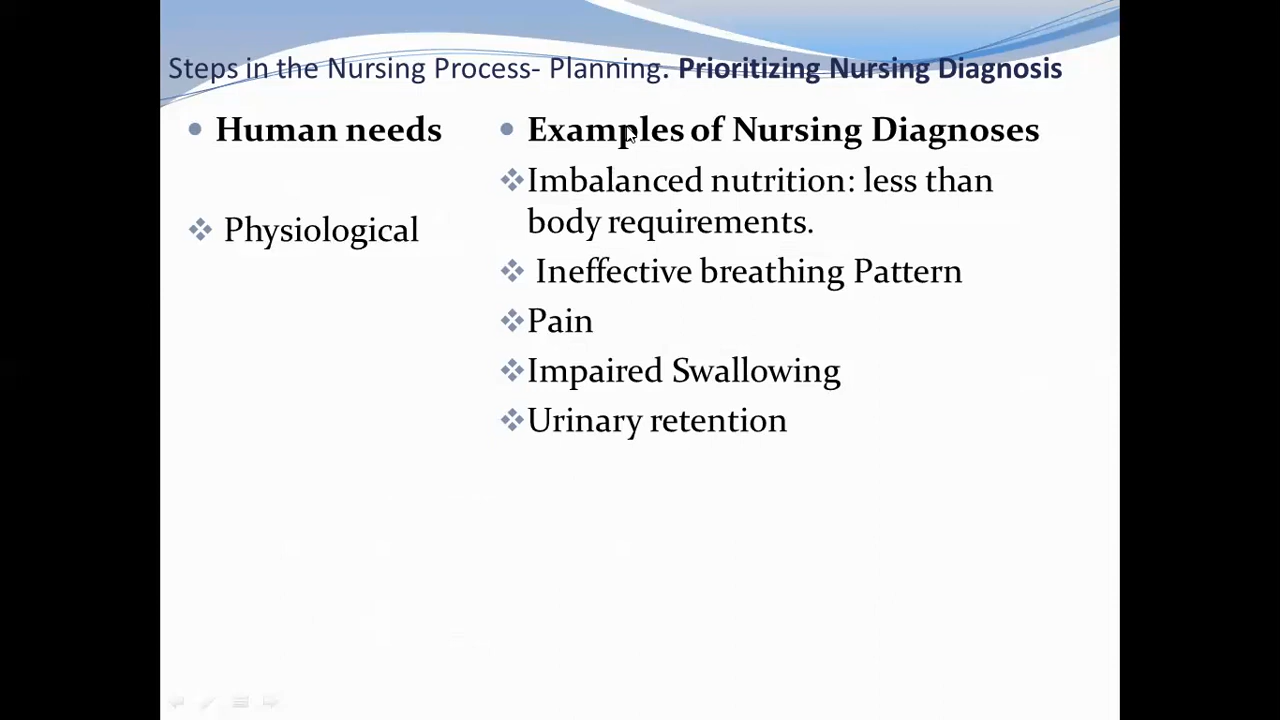 Steps in the Nursing Process- Planning. Prioritizing Nursing Diagnosis
Human needs
Physiological
Examples of Nursing Diagnoses
Imbalanced nutrition: less than
body requirements.
Ineffective breathing Pattern
Pain
Impaired Swallowing
Urinary retention